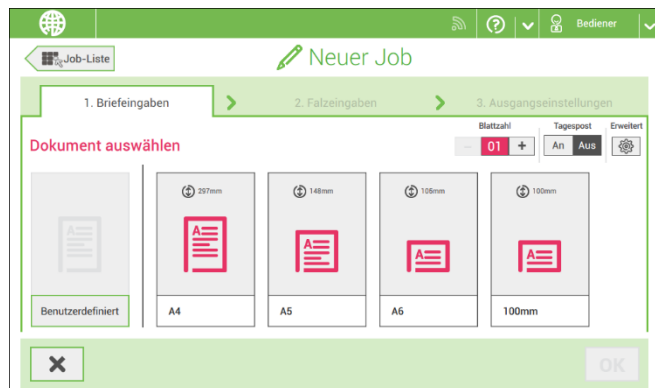 Bediener
Job-Liste
Neuer Job
1. Briefeingaben
2. Falzeingaben
3. Ausgangseinstellungen
Dokument auswählen
Blattzahl
Tagespost
Erweitert
− 01 +
An Aus
297mm
148mm
105mm
100mm
Benutzerdefiniert
A4
A5
A6
100mm
OK